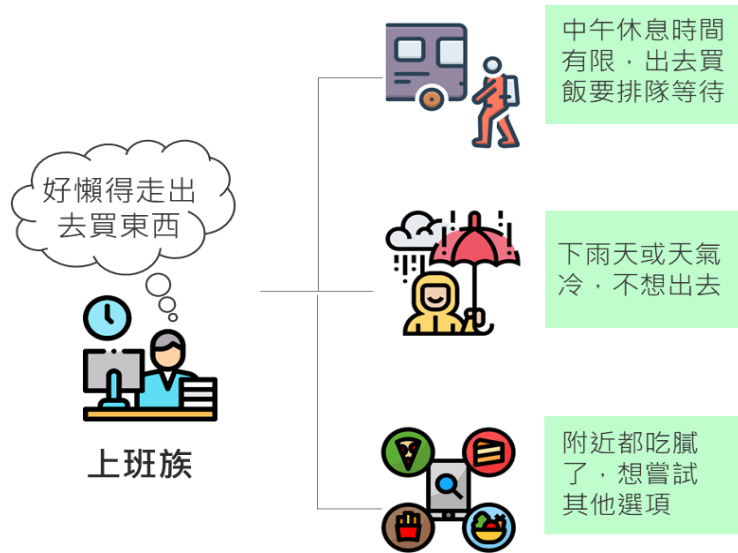 好懶得走出
去買東西
上班族
中午休息時間
有限，出去買
飯要排隊等待
下雨天或天氣
冷，不想出去
附近都吃膩
了，想嘗試
其他選項